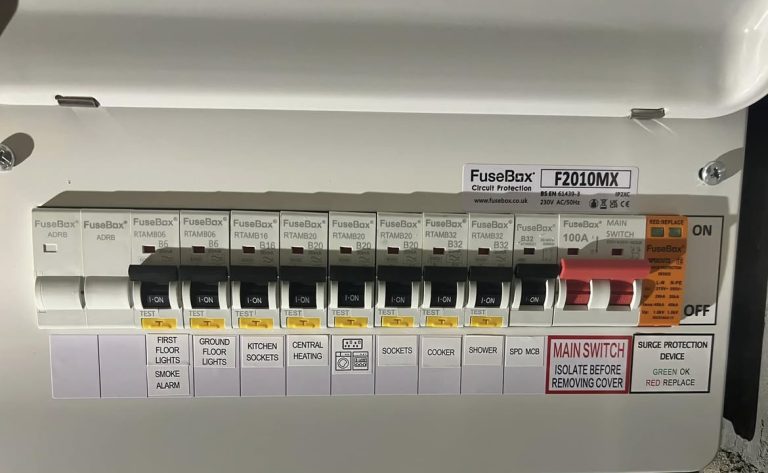 FuseBox
Circuit Protection
www.fusebox.co.uk
F2010MX
BS EN 61439-3
IP2XC
230V AC/50Hz
FuseBox
ADRB
FuseBox
ADRB
FuseBox
RTAMB06
B6
I·ON
TEST
FuseBox
RTAMB06
B6
I·ON
TEST
FuseBox
RTAMB16
B16
I·ON
TEST
FuseBox
RTAMB20
B20
I·ON
TEST
FuseBox
RTAMB20
B20
I·ON
TEST
FuseBox
RTAMB20
B20
I·ON
TEST
FuseBox
RTAMB32
B32
I·ON
TEST
FuseBox
RTAMB32
B32
I·ON
TEST
FuseBox
B32
I·ON
FuseBox
MAIN
SWITCH
100A
RED:REPLACE
FuseBox
ON
OFF
FIRST
FLOOR
LIGHTS
SMOKE
ALARM
GROUND
FLOOR
LIGHTS
KITCHEN
SOCKETS
CENTRAL
HEATING
SOCKETS
COOKER
SHOWER
SPD MCB
MAIN SWITCH
ISOLATE BEFORE
REMOVING COVER
SURGE PROTECTION
DEVICE
GREEN OK
RED REPLACE